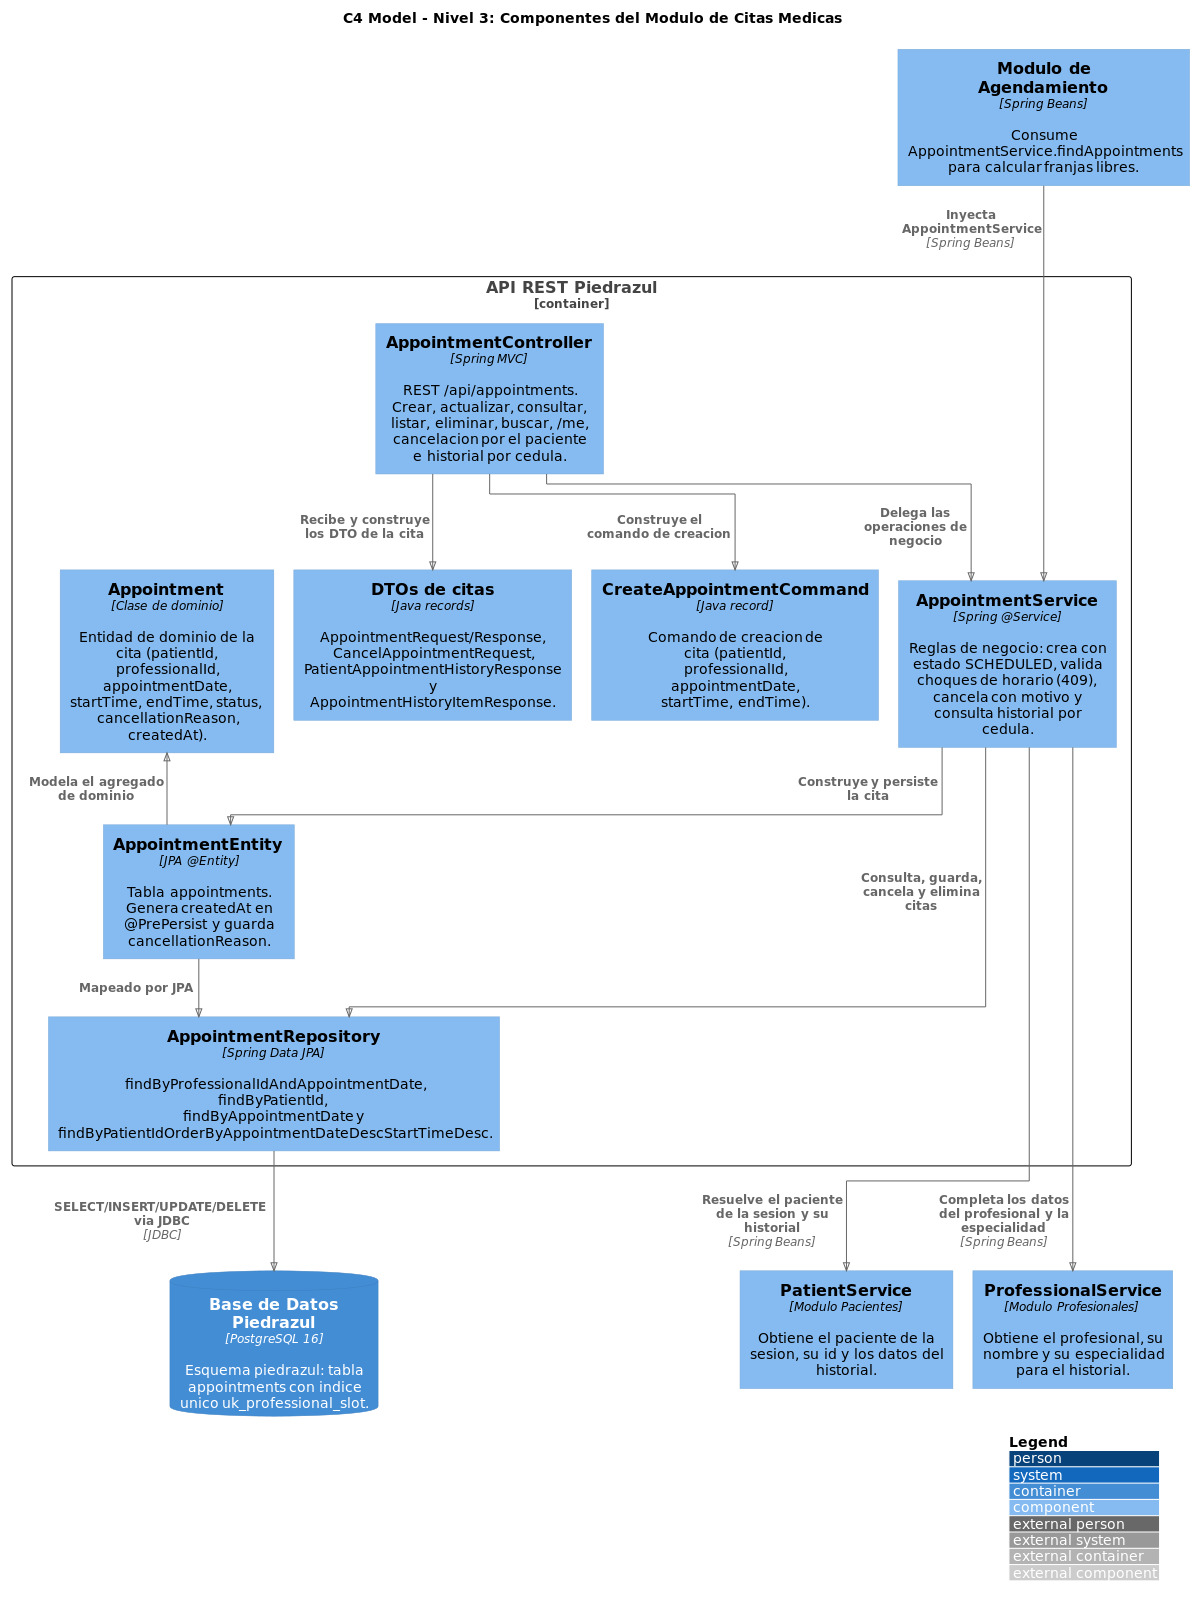 C4 Model - Nivel 3: Componentes del Modulo de Citas Medicas
Modulo de
Agendamiento
[Spring Beans]
Consume
AppointmentService.findAppointments
para calcular franjas libres.
Inyecta
AppointmentService
[Spring Beans]
API REST Piedrazul
[container]
AppointmentController
[Spring MVC]
REST /api/appointments.
Crear, actualizar, consultar,
listar, eliminar, buscar, /me,
cancelacion por el paciente
e historial por cedula.
Recibe y construye
los DTO de la cita
Construye el
comando de creacion
Delega las
operaciones de
negocio
Appointment
[Clase de dominio]
Entidad de dominio de la
cita (patientId,
professionalId,
appointmentDate,
startTime, endTime, status,
cancellationReason,
createdAt).
DTOs de citas
[Java records]
AppointmentRequest/Response,
CancelAppointmentRequest,
PatientAppointmentHistoryResponse
y
AppointmentHistoryItemResponse.
CreateAppointmentCommand
[Java record]
Comando de creacion de
cita (patientId,
professionalId,
appointmentDate,
startTime, endTime).
AppointmentService
[Spring @Service]
Reglas de negocio: crea con
estado SCHEDULED, valida
choques de horario (409),
cancela con motivo y
consulta historial por
cedula.
Modela el agregado
de dominio
Construye y persiste
la cita
AppointmentEntity
[JPA @Entity]
Tabla appointments.
Genera createdAt en
@PrePersist y guarda
cancellationReason.
Consulta, guarda,
cancela y elimina
citas
Mapeado por JPA
AppointmentRepository
[Spring Data JPA]
findByProfessionalIdAndAppointmentDate,
findByPatientId,
findByAppointmentDate y
findByPatientIdOrderByAppointmentDateDescStartTimeDesc.
SELECT/INSERT/UPDATE/DELETE
via JDBC
[JDBC]
Resuelve el paciente
de la sesion y su
historial
[Spring Beans]
Completa los datos
del profesional y la
especialidad
[Spring Beans]
Base de Datos
Piedrazul
[PostgreSQL 16]
Esquema piedrazul: tabla
appointments con indice
unico uk_professional_slot.
PatientService
[Modulo Pacientes]
Obtiene el paciente de la
sesion, su id y los datos del
historial.
ProfessionalService
[Modulo Profesionales]
Obtiene el profesional, su
nombre y su especialidad
para el historial.
Legend
person
system
container
component
external person
external system
external container
external component